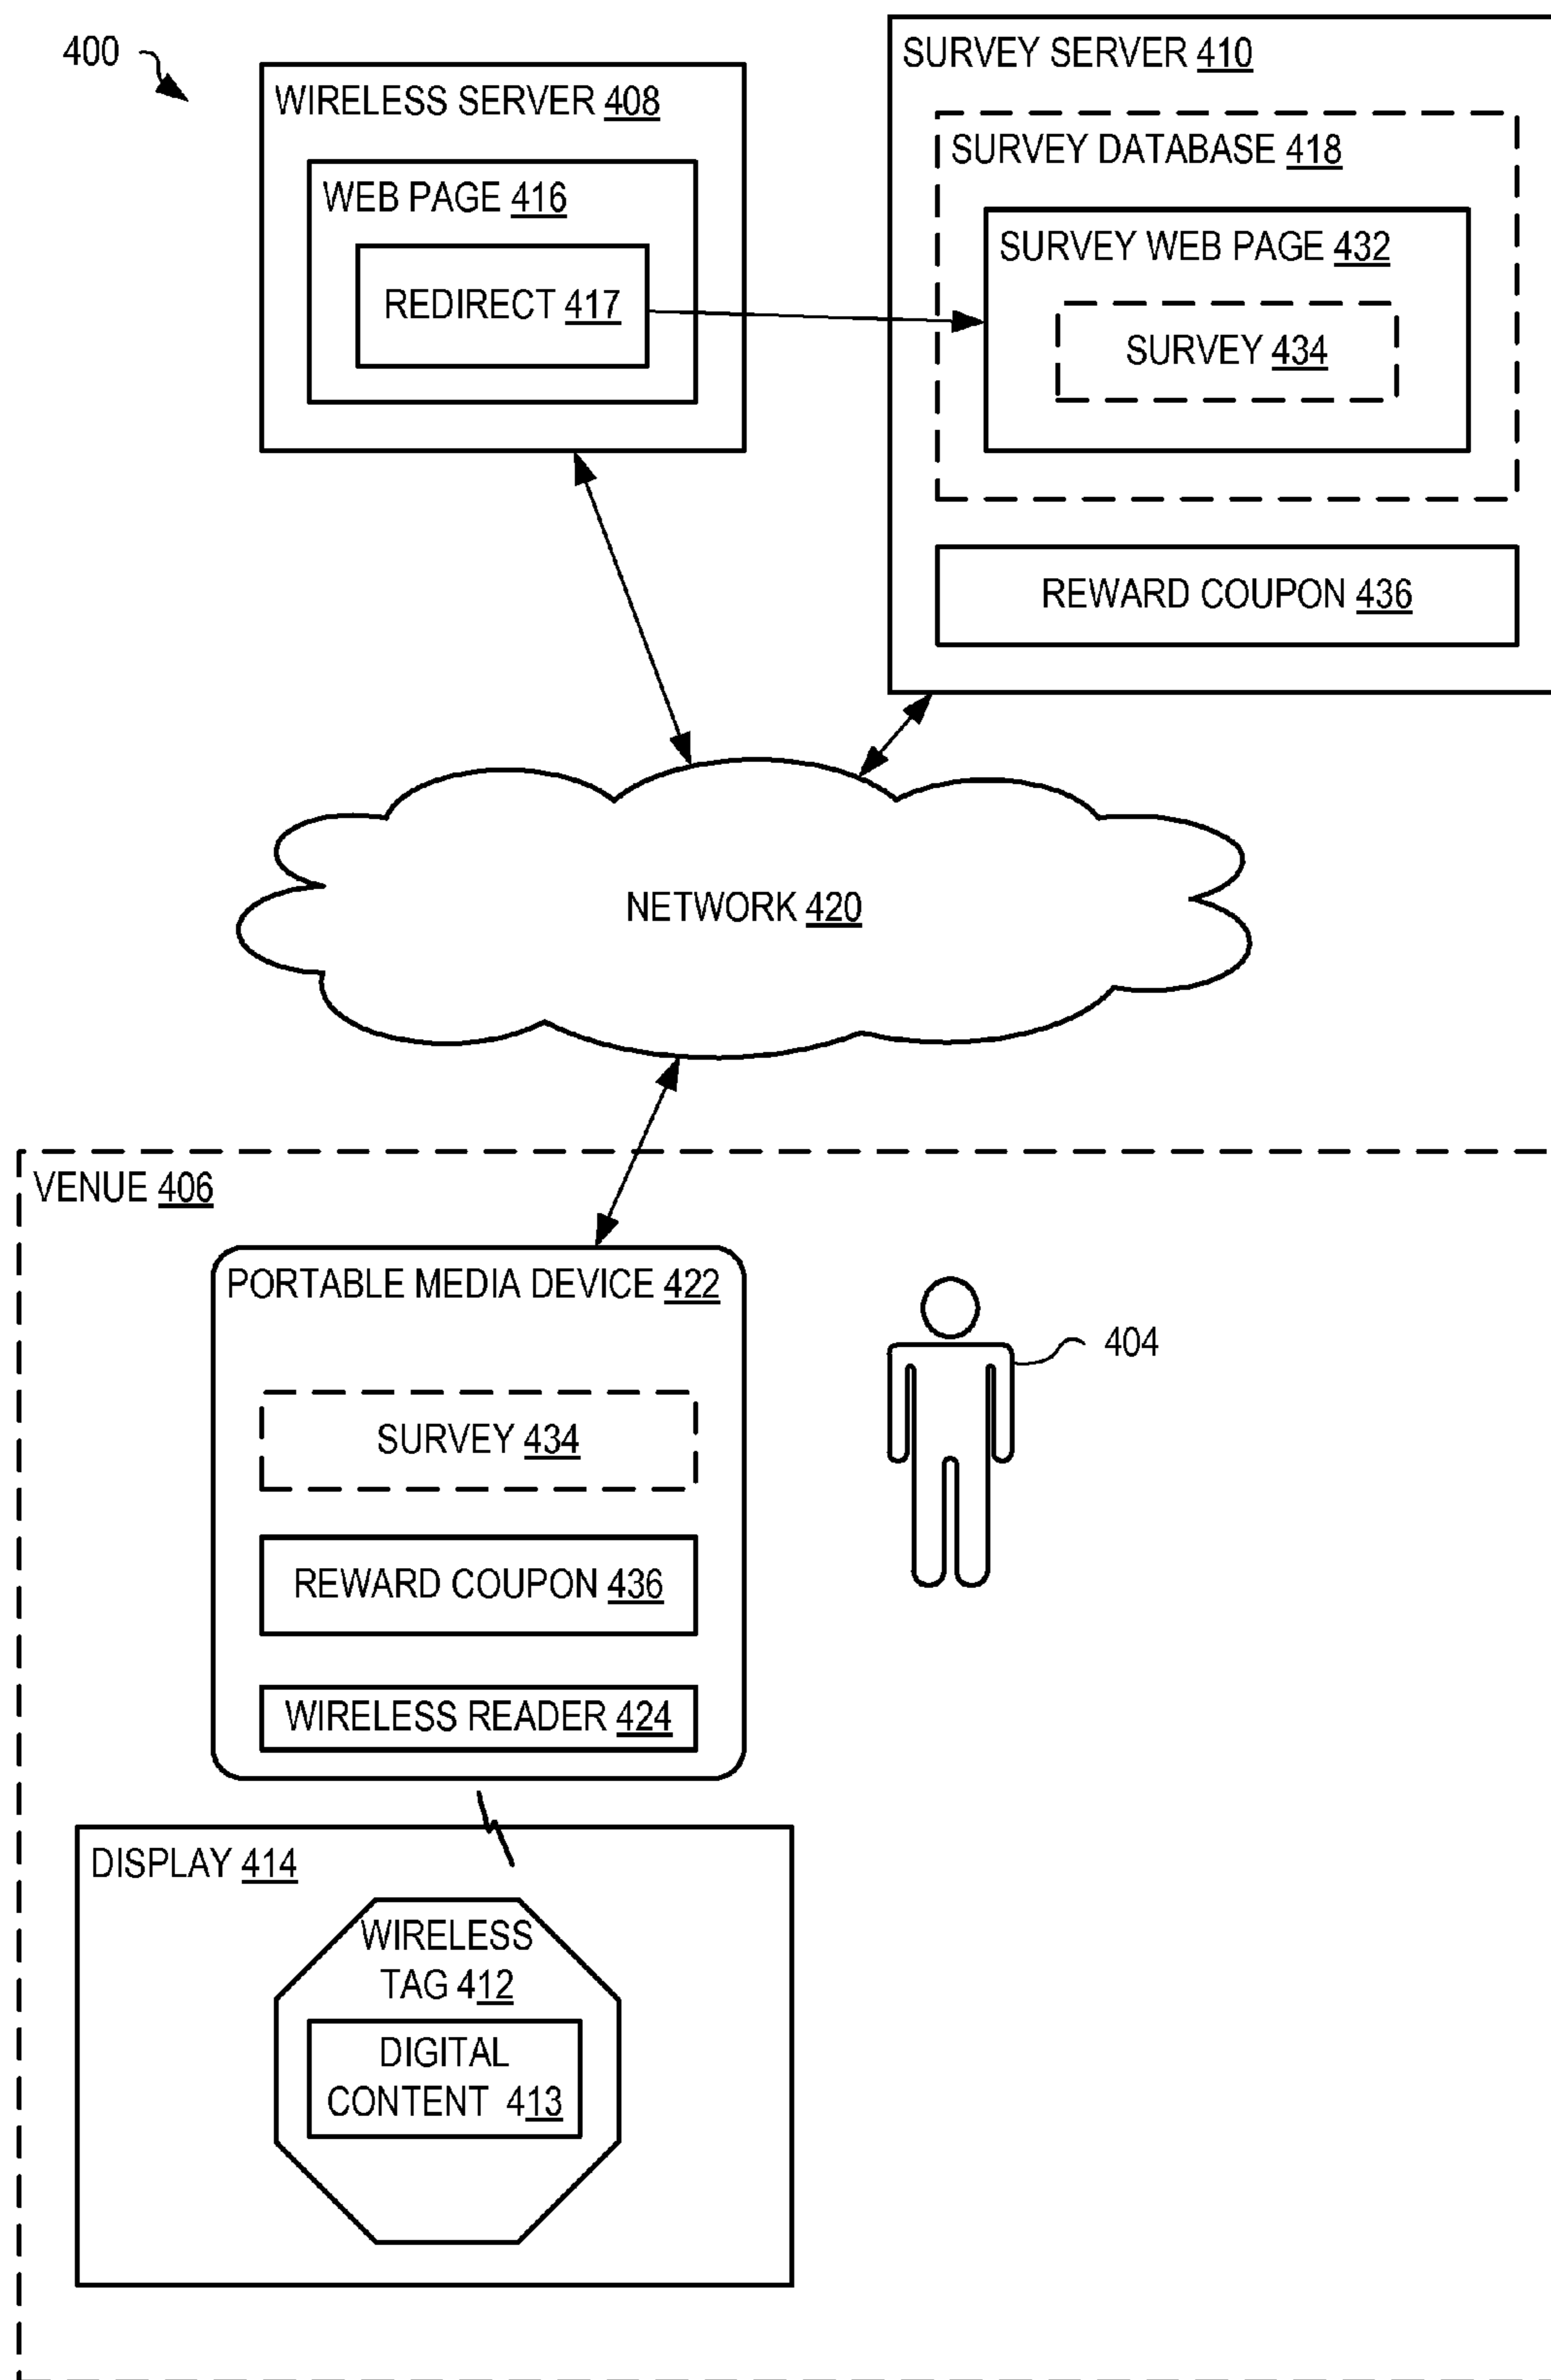 400
WIRELESS SERVER 408
WEB PAGE 416
REDIRECT 417
SURVEY SERVER 410
SURVEY DATABASE 418
SURVEY WEB PAGE 432
SURVEY 434
REWARD COUPON 436
NETWORK 420
VENUE 406
PORTABLE MEDIA DEVICE 422
SURVEY 434
REWARD COUPON 436
WIRELESS READER 424
404
DISPLAY 414
WIRELESS
TAG 412
DIGITAL
CONTENT 413